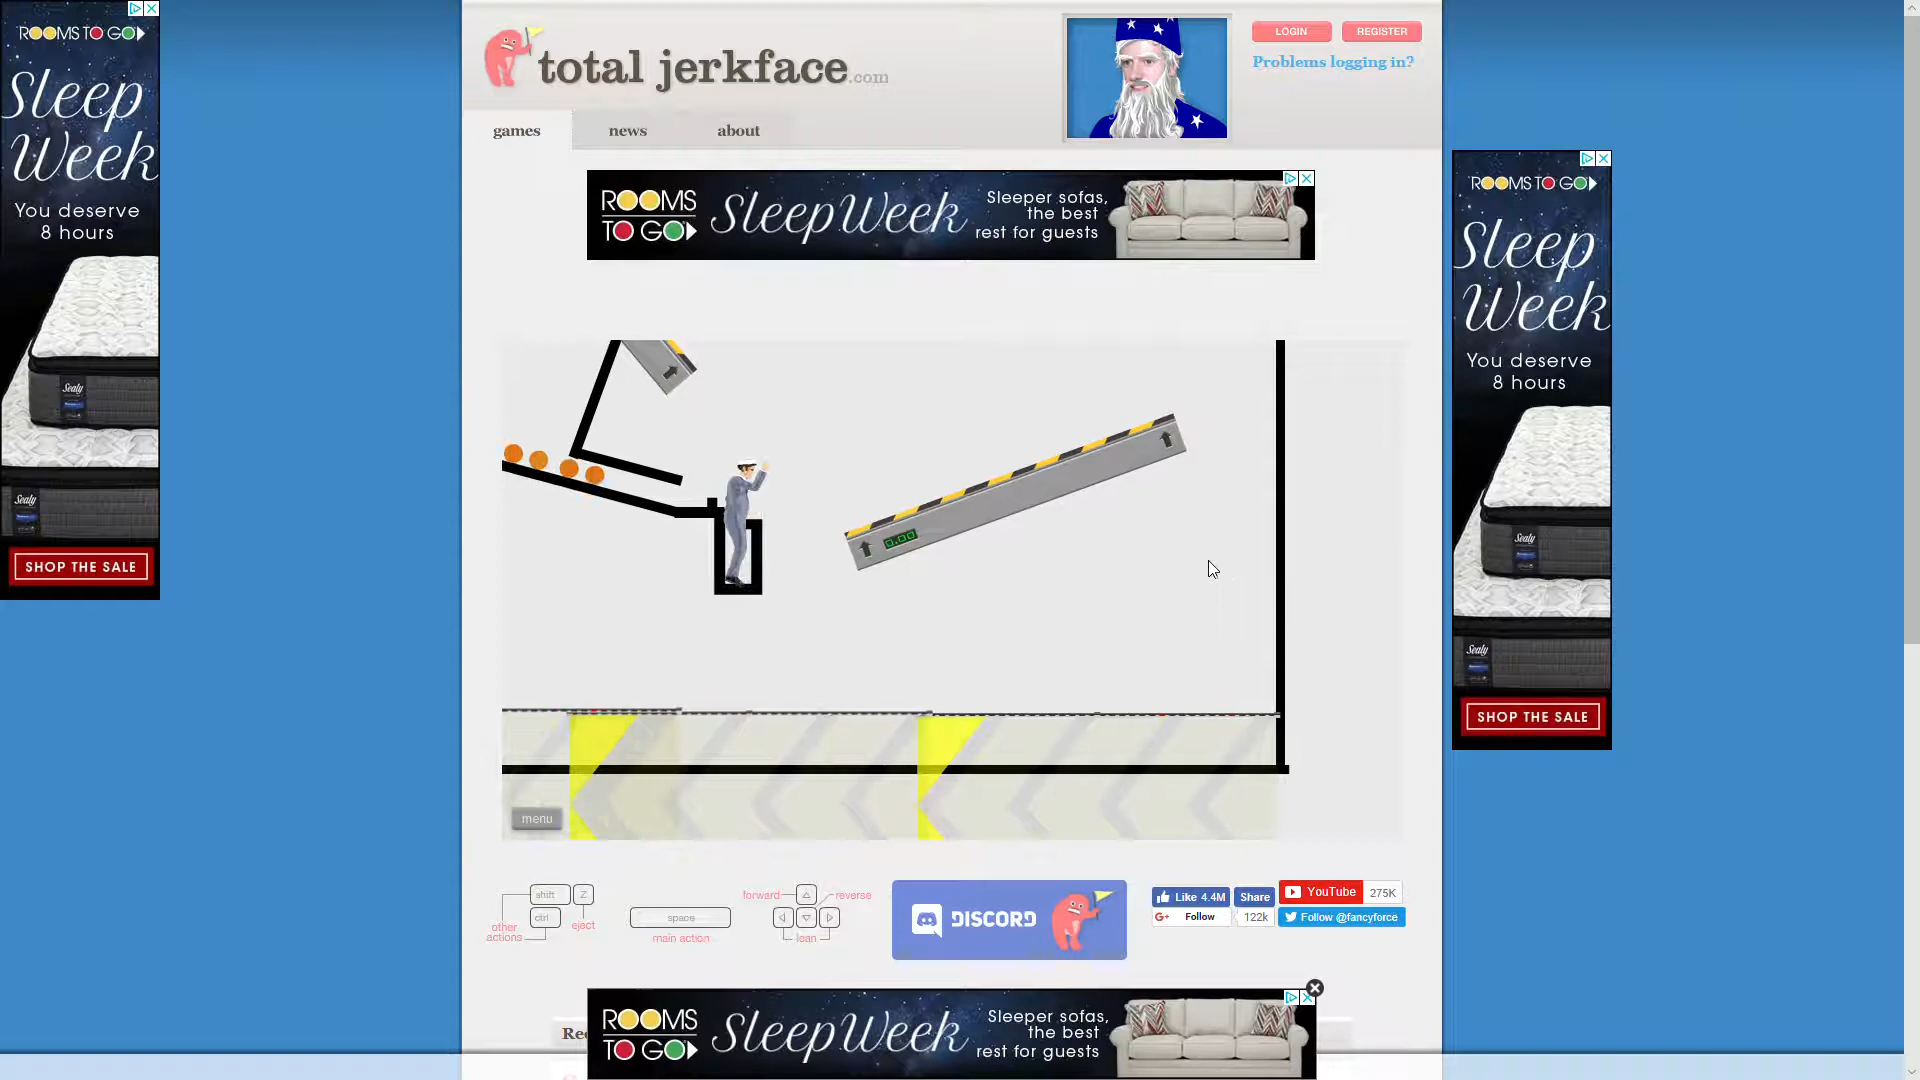 ROOMS TO GO
Sleep
Week
You deserve
8 hours
Sealy
Sealy
SHOP THE SALE
total jerkface.com
LOGIN
REGISTER
Problems logging in?
games
news
about
ROOMS
TO GO
SleepWeek
Sleeper sofas,
the best
rest for guests
ROOMS TO GO
Sleep
Week
You deserve
8 hours
Sealy
Sealy
SHOP THE SALE
0.00
menu
shift
Z
ctrl
other
actions
eject
space
main action
forward
reverse
lean
DISCORD
Like 4.4M
Share
YouTube
275K
G+
Follow
122k
Follow @fancyforce
ROOMS
TO GO
SleepWeek
Sleeper sofas,
the best
rest for guests